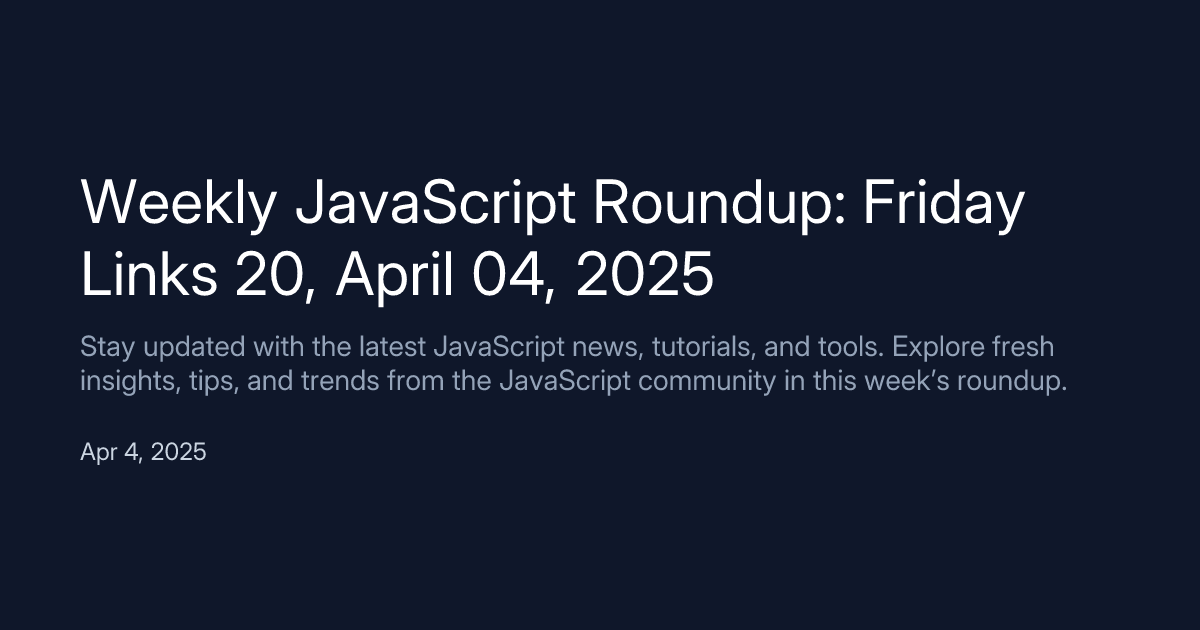 Weekly JavaScript Roundup: Friday
Links 20, April 04, 2025
Stay updated with the latest JavaScript news, tutorials, and tools. Explore fresh
insights, tips, and trends from the JavaScript community in this week’s roundup.
Apr 4, 2025